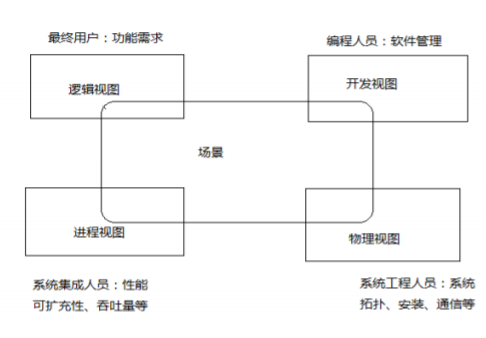 最终用户：功能需求
编程人员：软件管理
逻辑视图
开发视图
场景
进程视图
物理视图
系统集成人员：性能
可扩充性、吞吐量等
系统工程人员：系统
拓扑、安装、通信等